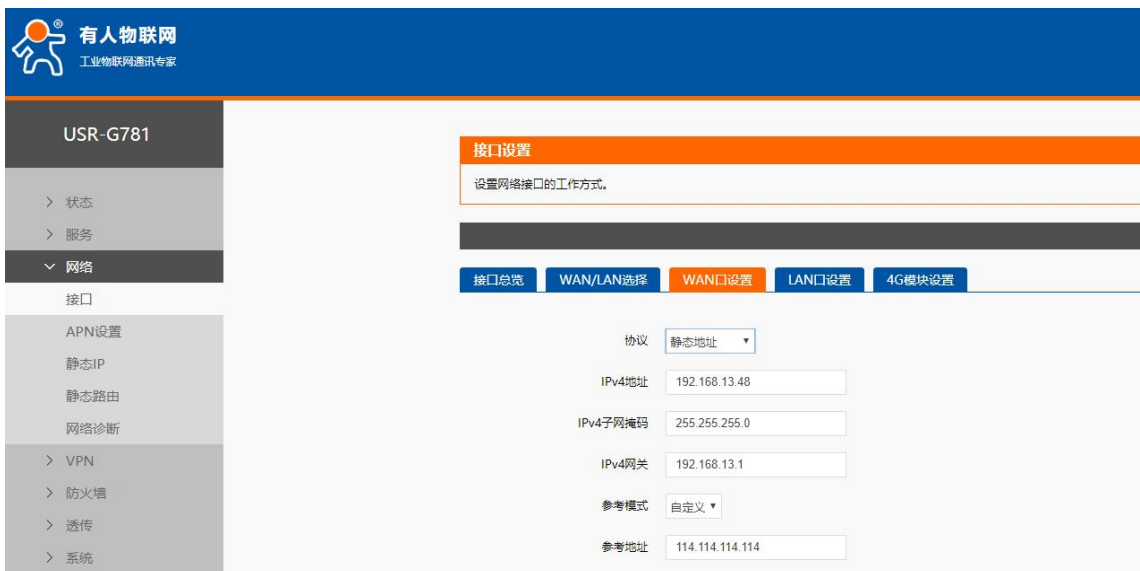 有人物联网®
工业物联网通讯专家
USR-G781
状态
服务
网络
接口
APN设置
静态IP
静态路由
网络诊断
VPN
防火墙
透传
系统
接口设置
设置网络接口的工作方式。
接口总览 WAN/LAN选择 WAN口设置 LAN口设置 4G模块设置
协议 静态地址
IPv4地址 192.168.13.48
IPv4子网掩码 255.255.255.0
IPv4网关 192.168.13.1
参考模式 自定义
参考地址 114.114.114.114